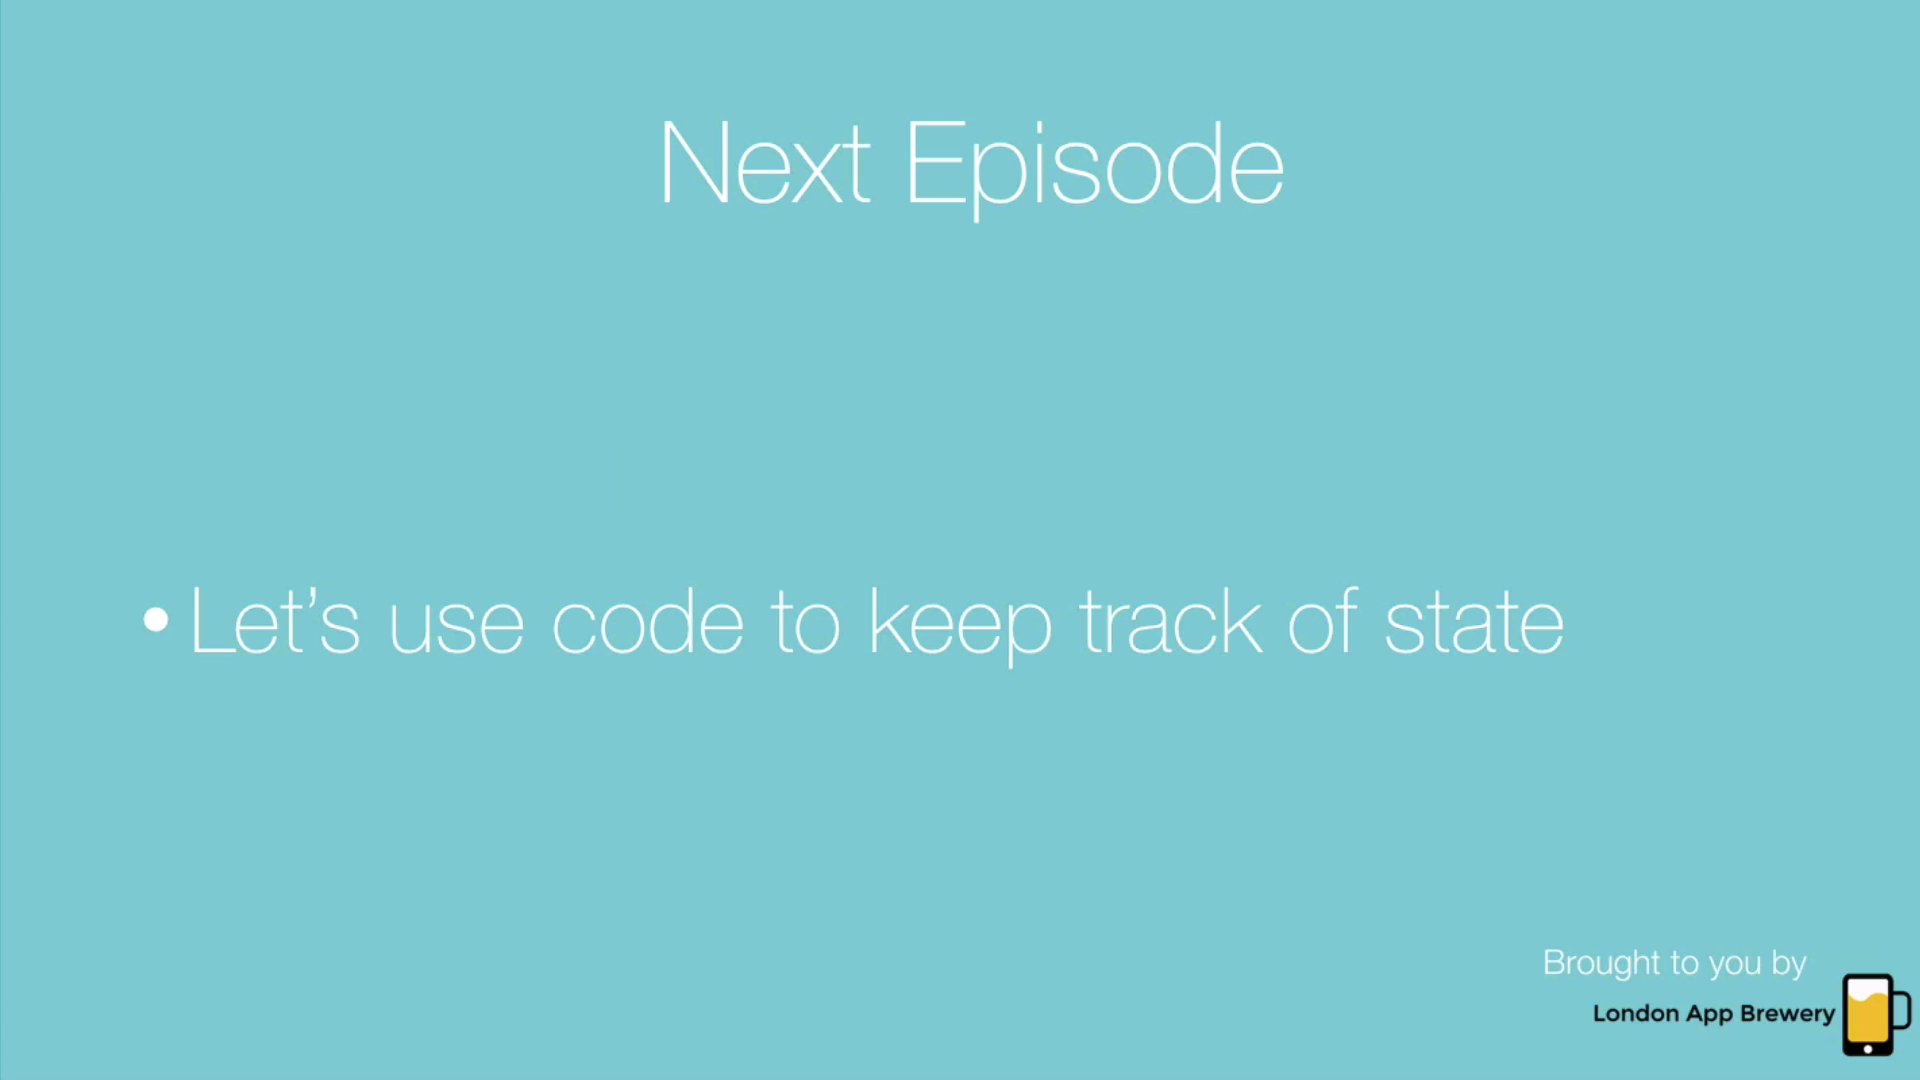 Next Episode
• Let’s use code to keep track of state
Brought to you by
London App Brewery